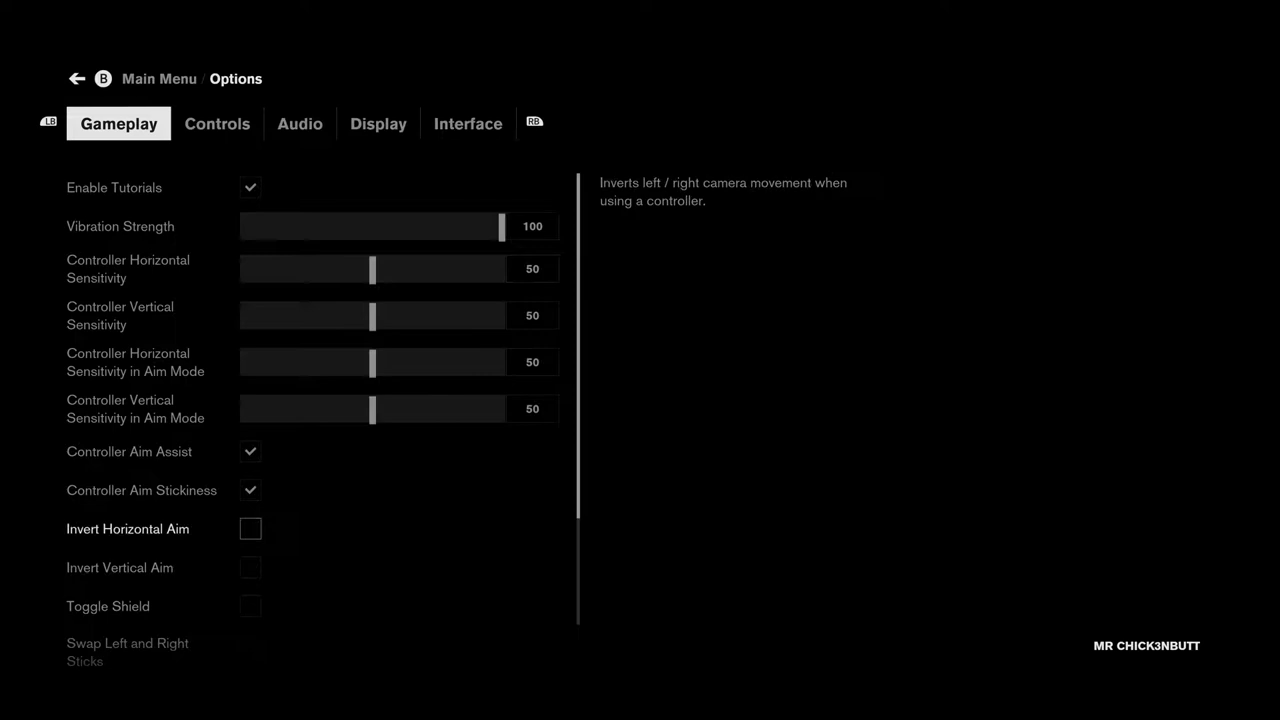 B Main Menu / Options
LB Gameplay Controls Audio Display Interface RB
Enable Tutorials
Vibration Strength 100
Controller Horizontal
Sensitivity 50
Controller Vertical
Sensitivity 50
Controller Horizontal
Sensitivity in Aim Mode 50
Controller Vertical
Sensitivity in Aim Mode 50
Controller Aim Assist
Controller Aim Stickiness
Invert Horizontal Aim
Invert Vertical Aim
Toggle Shield
Swap Left and Right
Sticks
Inverts left / right camera movement when
using a controller.
MR CHICK3NBUTT